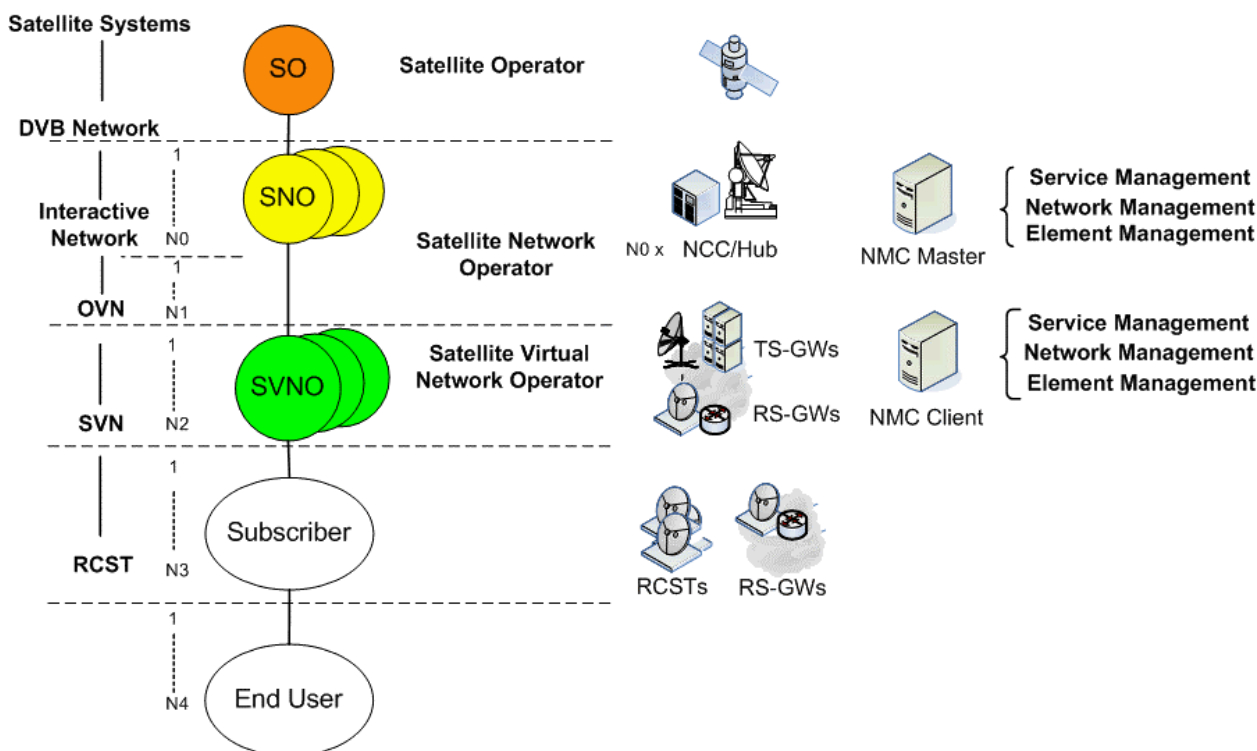 Satellite Systems
SO
Satellite Operator
DVB Network
1
SNO
Interactive
Network
N0
Satellite Network
Operator
N0 x NCC/Hub
NMC Master
Service Management
Network Management
Element Management
1
OVN
N1
1
SVNO
Satellite Virtual
Network Operator
SVN
N2
TS-GWs
RS-GWs
NMC Client
Service Management
Network Management
Element Management
1
Subscriber
RCST
N3
RCSTs
RS-GWs
1
End User
N4